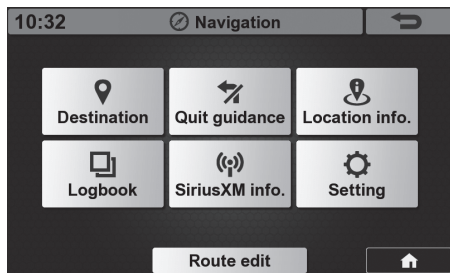 10:32 Navigation
Destination Quit guidance Location info.
Logbook SiriusXM info. Setting
Route edit